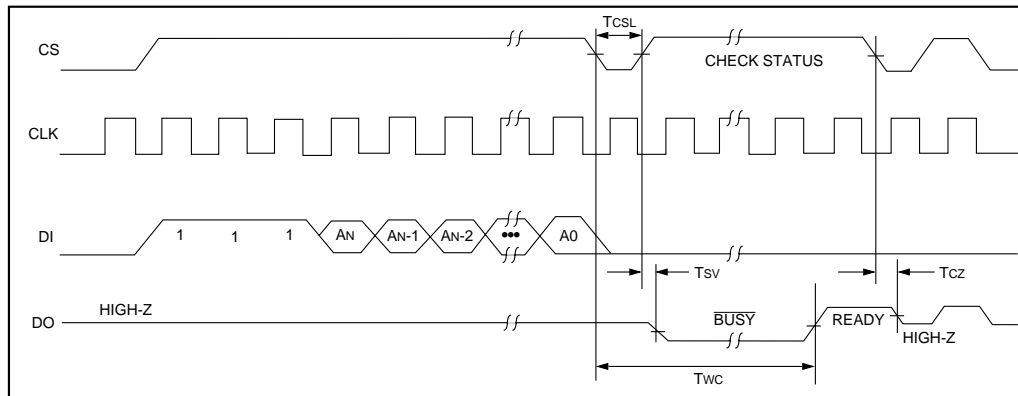 TCSL
CS
CHECK STATUS
CLK
DI
1 1 1 AN AN-1 AN-2 ••• A0
TSV
TCZ
HIGH-Z
DO
BUSY
READY
HIGH-Z
TWC